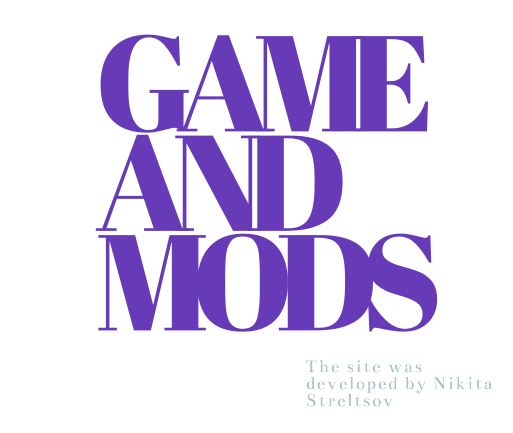 GAME
AND
MODS
The site was
developed by Nikita
Streltsov